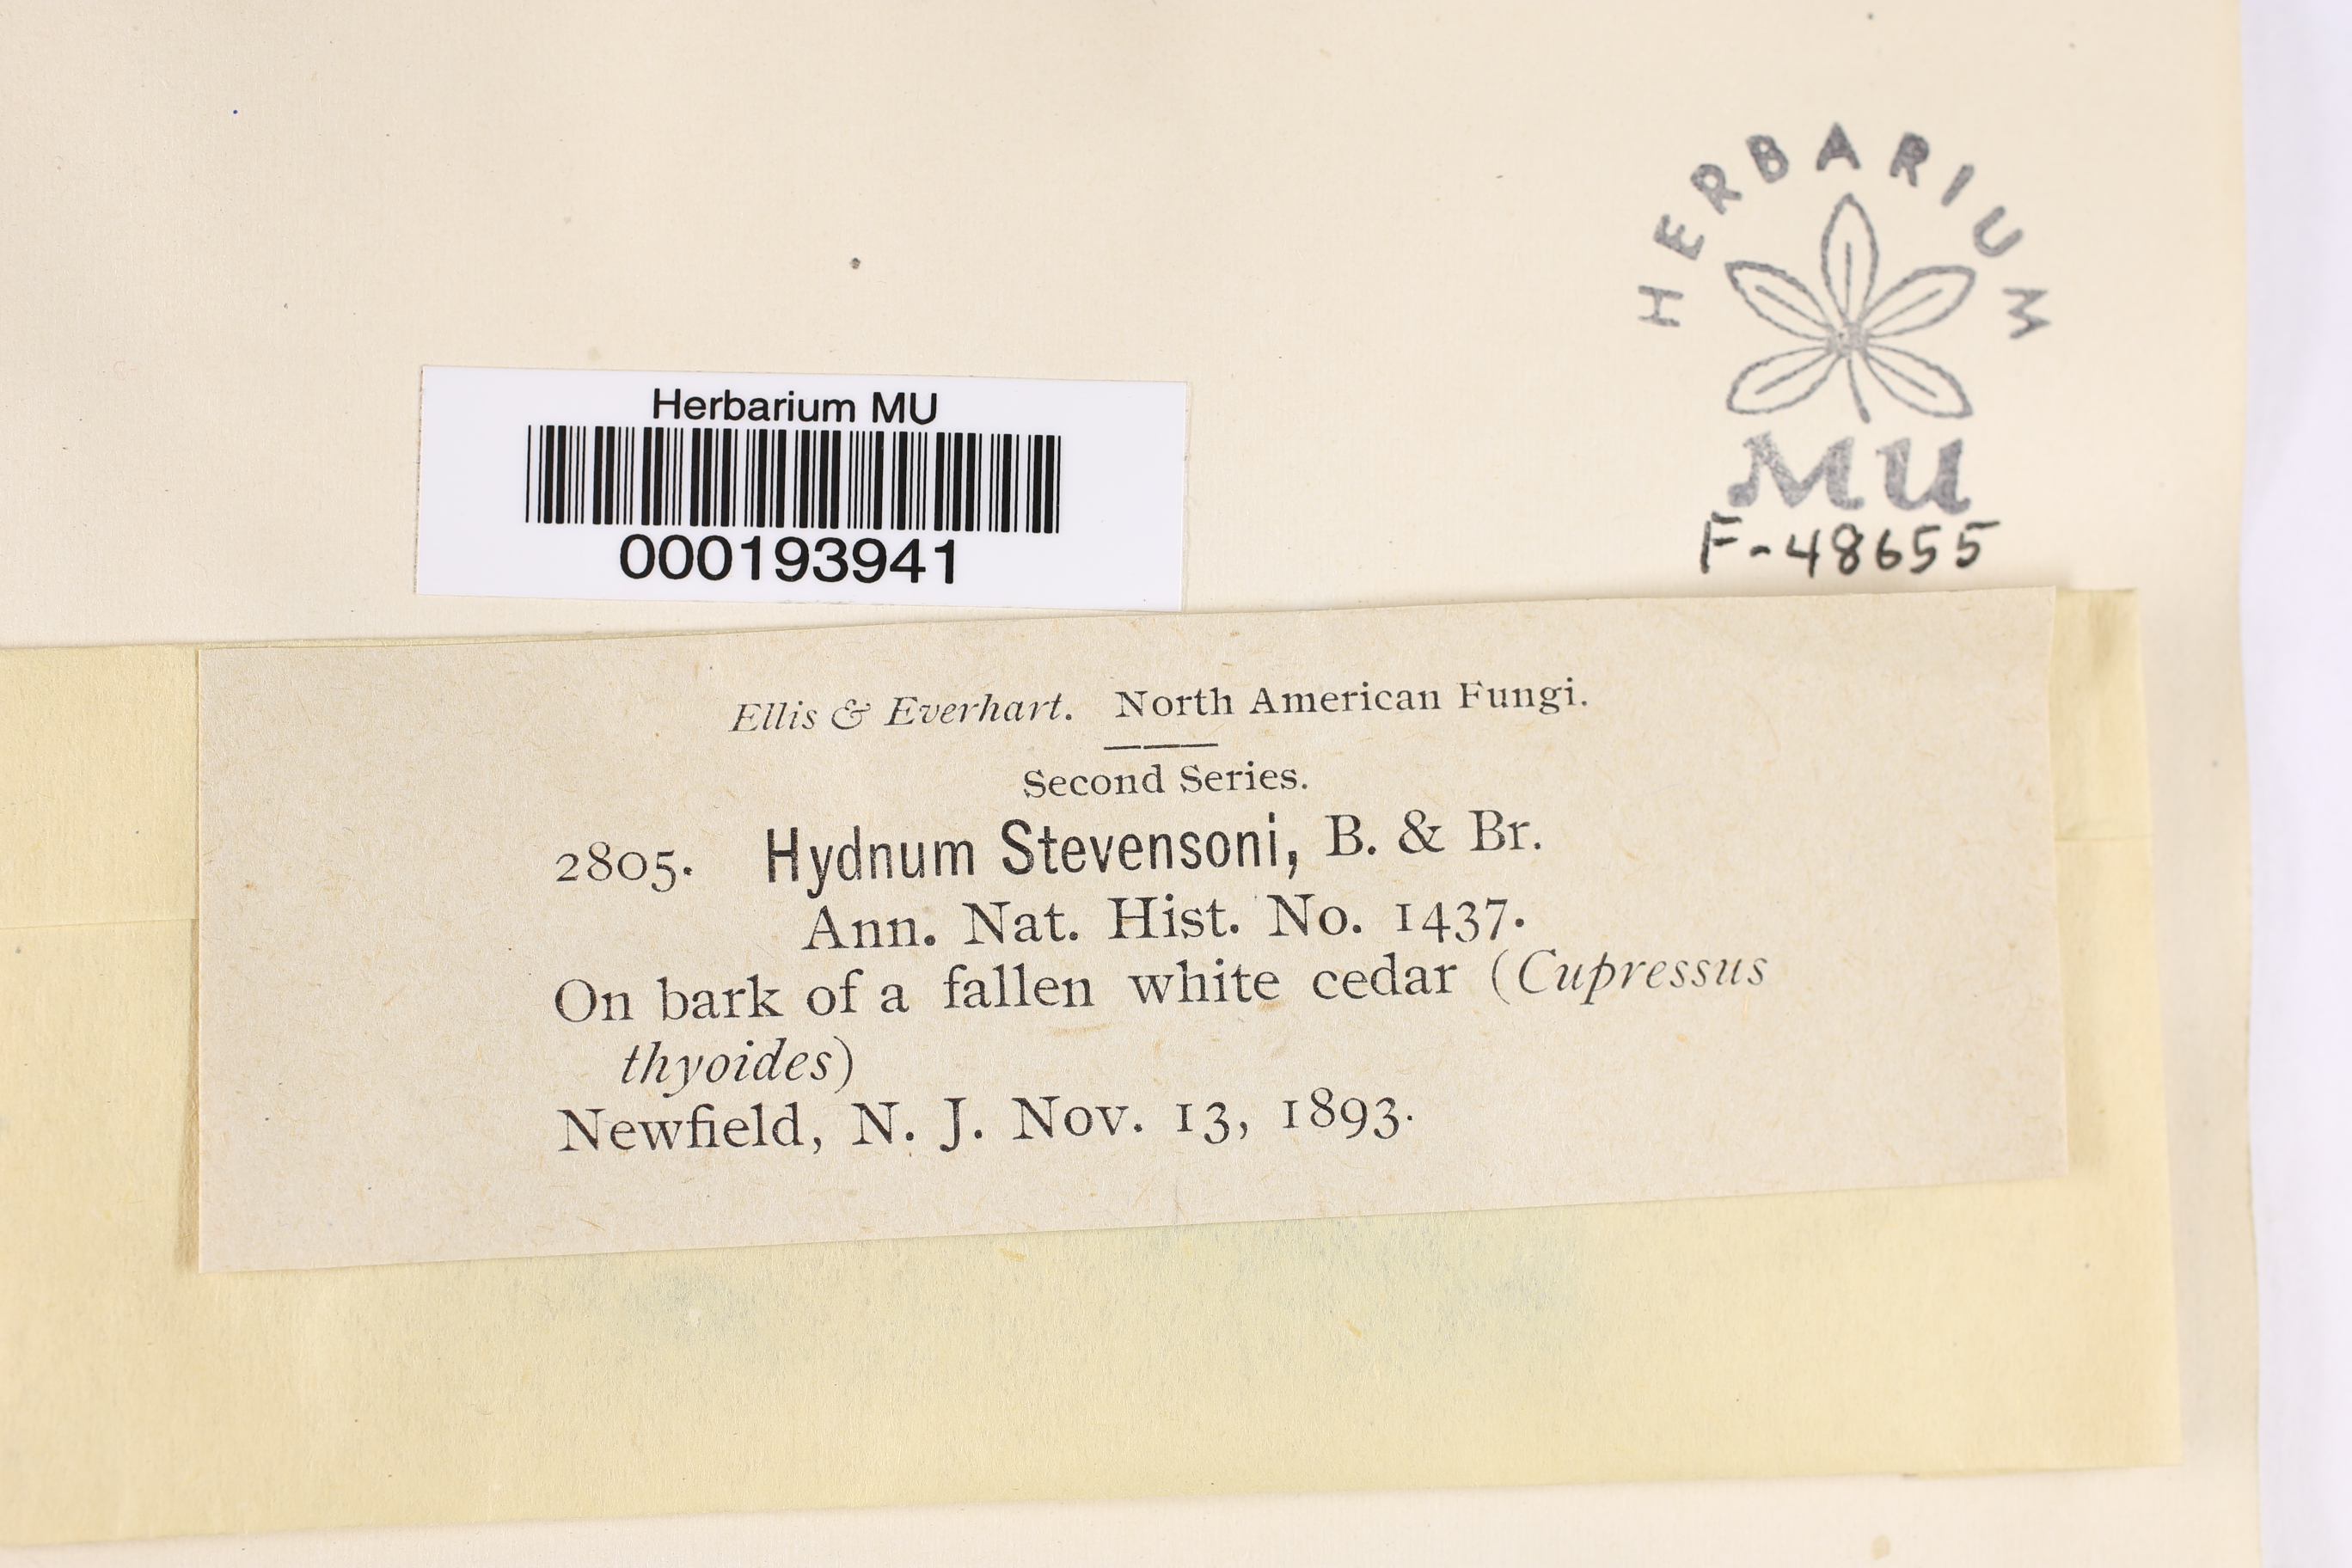 HERBARIUM
MU
F-48655
Herbarium MU
000193941
Ellis & Everhart. North American Fungi.
Second Series.
2805. Hydnum Stevensoni, B. & Br.
Ann. Nat. Hist. No. 1437.
On bark of a fallen white cedar (Cupressus
thyoides)
Newfield, N. J. Nov. 13, 1893.